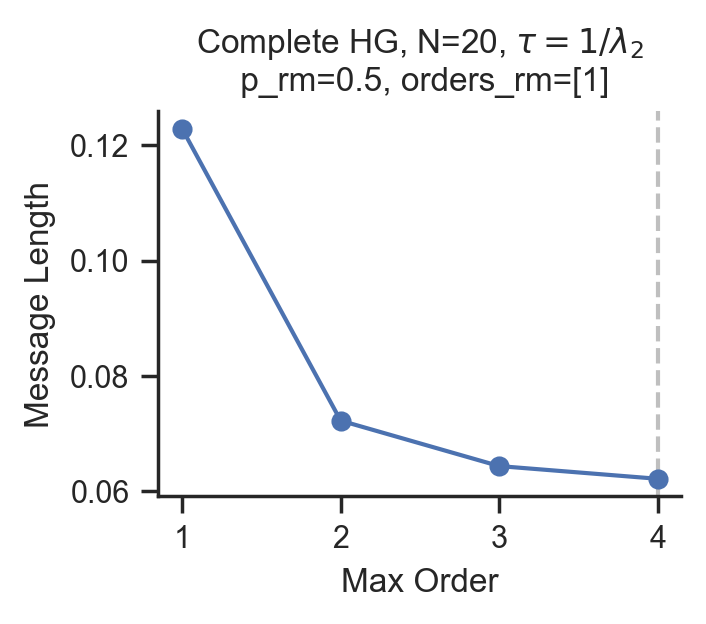 Complete HG, N=20, τ = 1/λ₂
p_rm=0.5, orders_rm=[1]
Message Length
0.12
0.10
0.08
0.06
1 2 3 4
Max Order